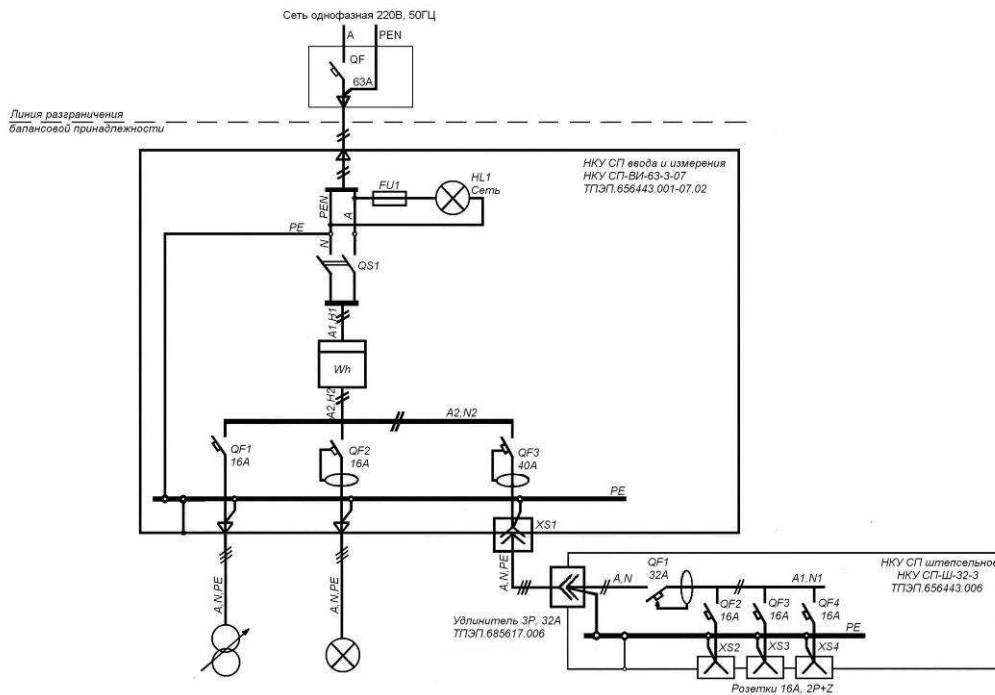 Сеть однофазная 220В, 50ГЦ
A
PEN
QF
63A
Линия разграничения
балансовой принадлежности
НКУ СП ввода и измерения
НКУ СП-ВИ-63-3-07
ТПЭП.656443.001-07.02
FU1
HL1
Сеть
PEN
A
PE
N
QS1
A1,H1
Wh
A2,H2
A2,N2
QF1
16A
QF2
16A
QF3
40A
PE
XS1
A,N,PE
A,N,PE
A,N,PE
A,N
QF1
32A
A1,N1
НКУ СП штепсельное
НКУ СП-Ш-32-3
ТПЭП.656443.006
QF2
16A
QF3
16A
QF4
16A
PE
Удлинитель 3Р, 32А
ТПЭП.685617.006
XS2
XS3
XS4
Розетки 16А, 2P+Z